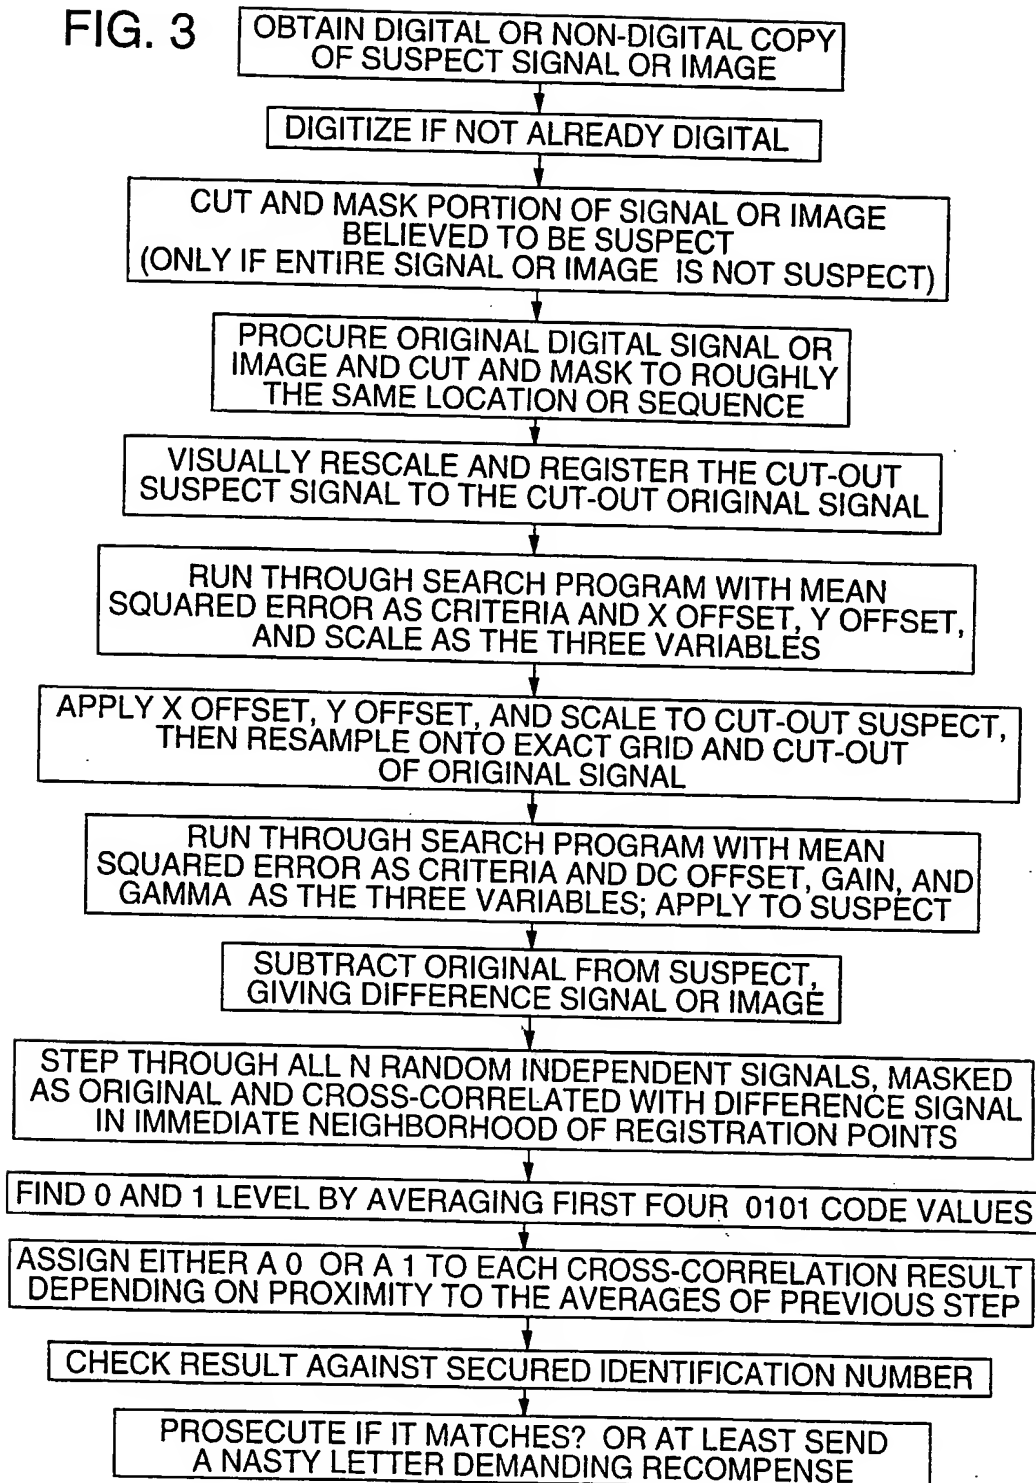 FIG. 3
OBTAIN DIGITAL OR NON-DIGITAL COPY
OF SUSPECT SIGNAL OR IMAGE
DIGITIZE IF NOT ALREADY DIGITAL
CUT AND MASK PORTION OF SIGNAL OR IMAGE
BELIEVED TO BE SUSPECT
(ONLY IF ENTIRE SIGNAL OR IMAGE IS NOT SUSPECT)
PROCURE ORIGINAL DIGITAL SIGNAL OR
IMAGE AND CUT AND MASK TO ROUGHLY
THE SAME LOCATION OR SEQUENCE
VISUALLY RESCALE AND REGISTER THE CUT-OUT
SUSPECT SIGNAL TO THE CUT-OUT ORIGINAL SIGNAL
RUN THROUGH SEARCH PROGRAM WITH MEAN
SQUARED ERROR AS CRITERIA AND X OFFSET, Y OFFSET,
AND SCALE AS THE THREE VARIABLES
APPLY X OFFSET, Y OFFSET, AND SCALE TO CUT-OUT SUSPECT,
THEN RESAMPLE ONTO EXACT GRID AND CUT-OUT
OF ORIGINAL SIGNAL
RUN THROUGH SEARCH PROGRAM WITH MEAN
SQUARED ERROR AS CRITERIA AND DC OFFSET, GAIN, AND
GAMMA AS THE THREE VARIABLES; APPLY TO SUSPECT
SUBTRACT ORIGINAL FROM SUSPECT,
GIVING DIFFERENCE SIGNAL OR IMAGE
STEP THROUGH ALL N RANDOM INDEPENDENT SIGNALS, MASKED
AS ORIGINAL AND CROSS-CORRELATED WITH DIFFERENCE SIGNAL
IN IMMEDIATE NEIGHBORHOOD OF REGISTRATION POINTS
FIND 0 AND 1 LEVEL BY AVERAGING FIRST FOUR 0101 CODE VALUES
ASSIGN EITHER A 0 OR A 1 TO EACH CROSS-CORRELATION RESULT
DEPENDING ON PROXIMITY TO THE AVERAGES OF PREVIOUS STEP
CHECK RESULT AGAINST SECURED IDENTIFICATION NUMBER
PROSECUTE IF IT MATCHES? OR AT LEAST SEND
A NASTY LETTER DEMANDING RECOMPENSE